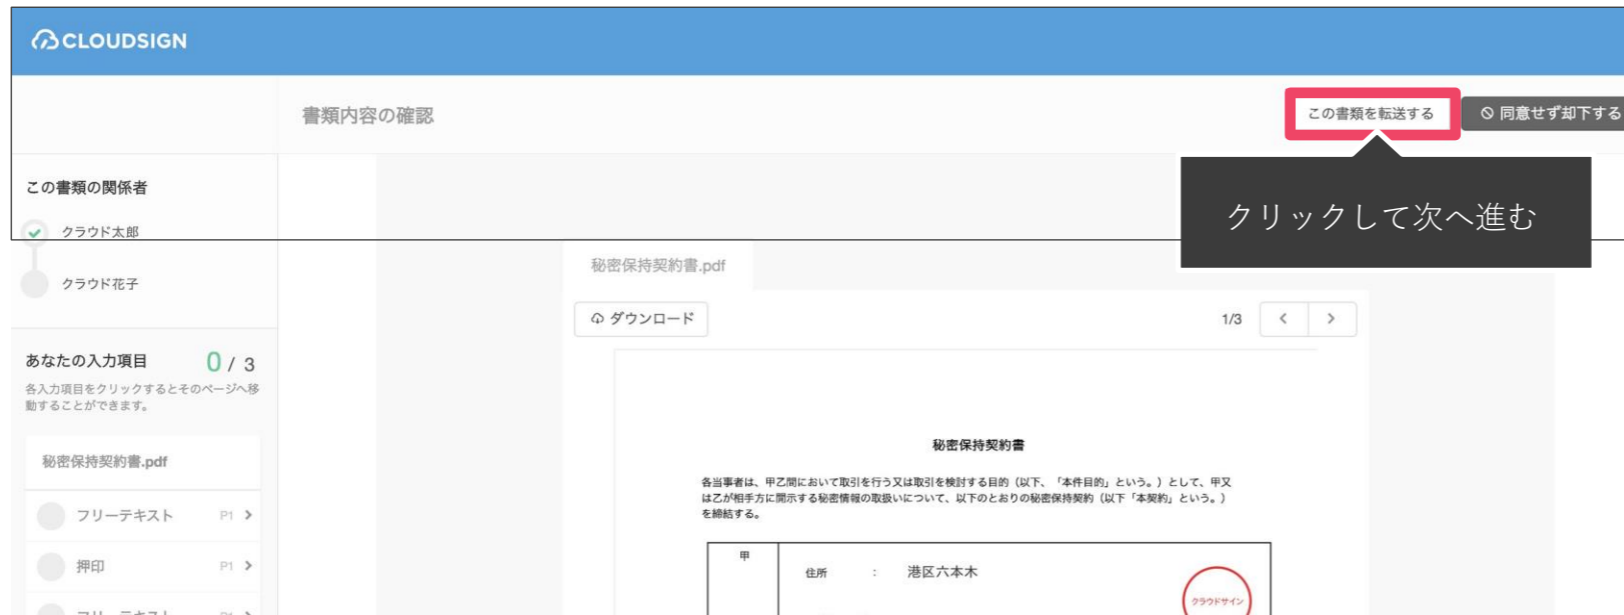 CLOUDSIGN
書類内容の確認
この書類を転送する
同意せず却下する
クリックして次へ進む
この書類の関係者
クラウド太郎
クラウド花子
あなたの入力項目 0 / 3
各入力項目をクリックするとそのページへ移
動することができます。
秘密保持契約書.pdf
フリーテキスト P1
押印 P1
フリーテキスト P1
秘密保持契約書.pdf
ダウンロード
1/3
秘密保持契約書
各当事者は、甲乙間において取引を行う又は取引を検討する目的（以下、「本件目的」という。）として、甲又
は乙が相手方に開示する秘密情報の取扱いについて、以下のとおりの秘密保持契約（以下「本契約」という。）
を締結する。
甲
住所 : 港区六本木
クラウドサイン